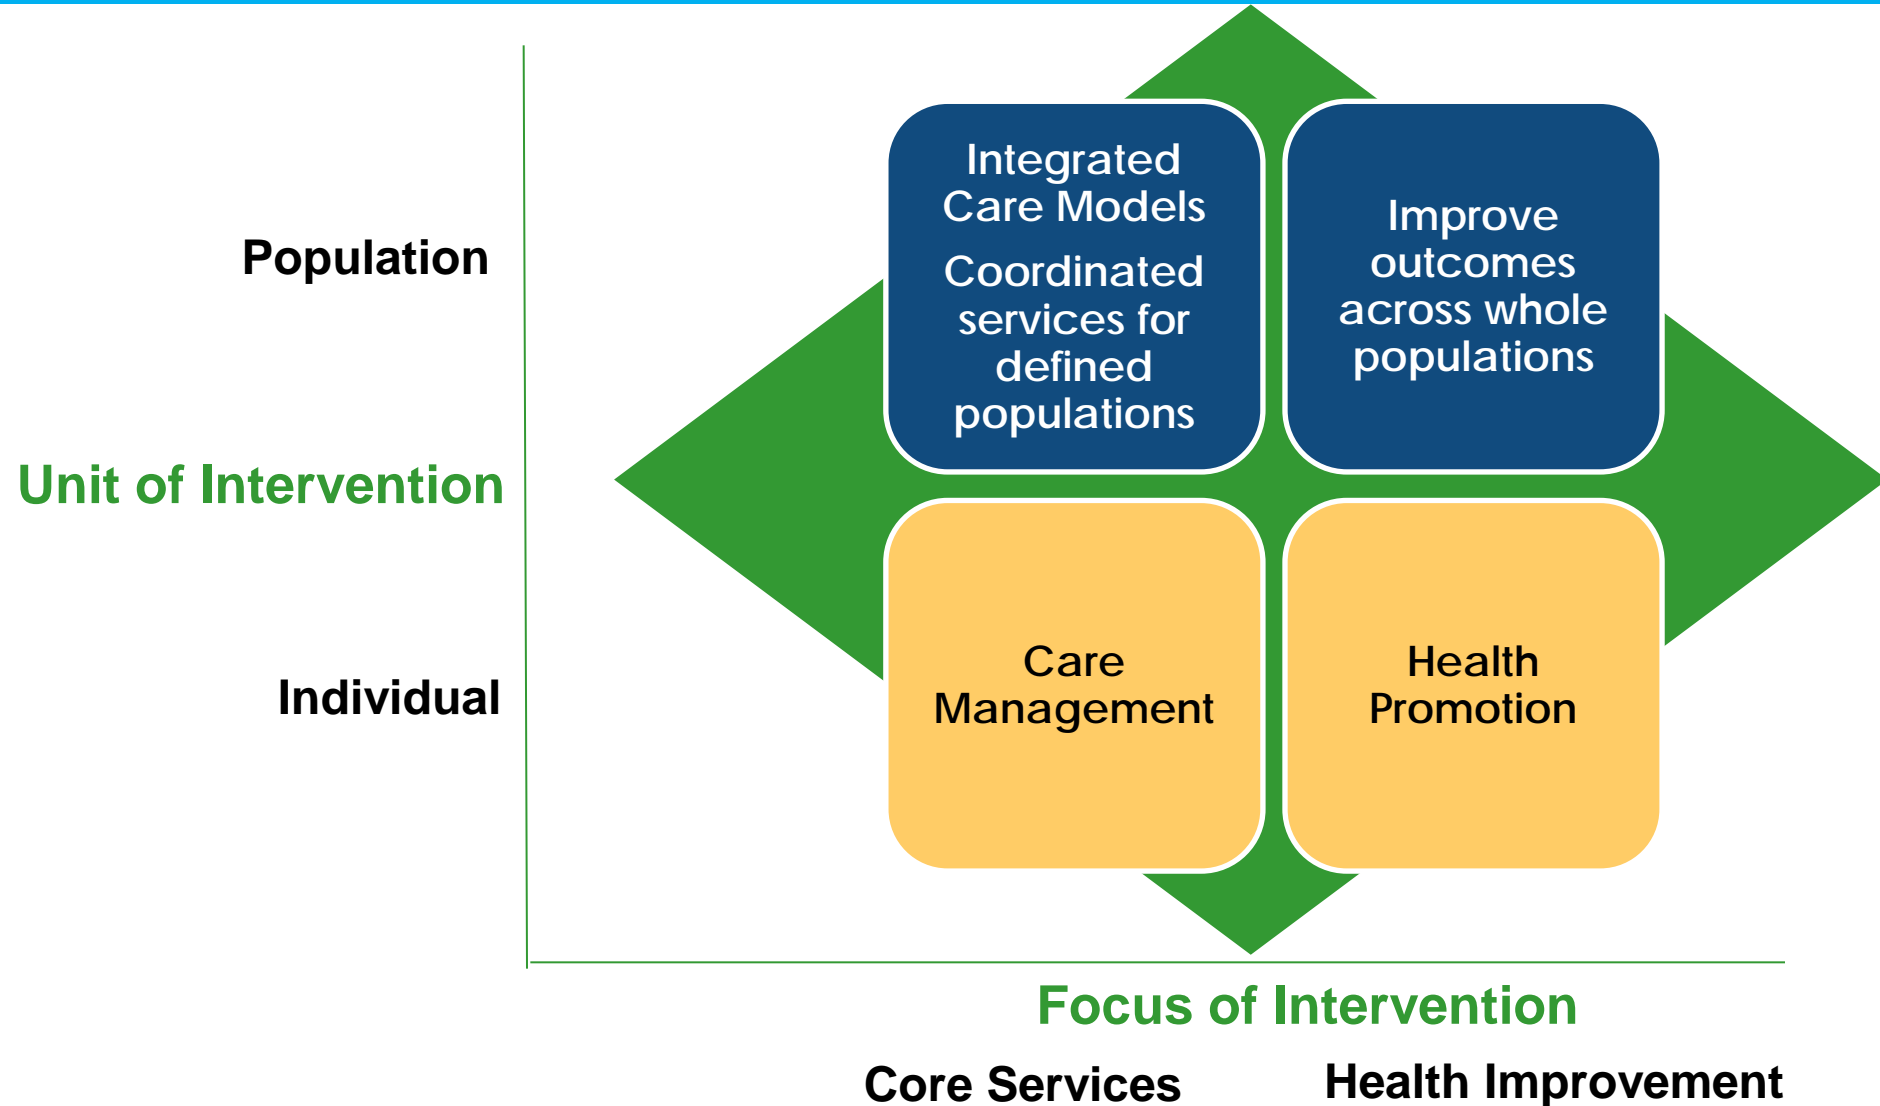 Population
Integrated
Care Models
Coordinated
services for
defined
populations
Improve
outcomes
across whole
populations
Unit of Intervention
Individual
Care
Management
Health
Promotion
Focus of Intervention
Core Services
Health Improvement